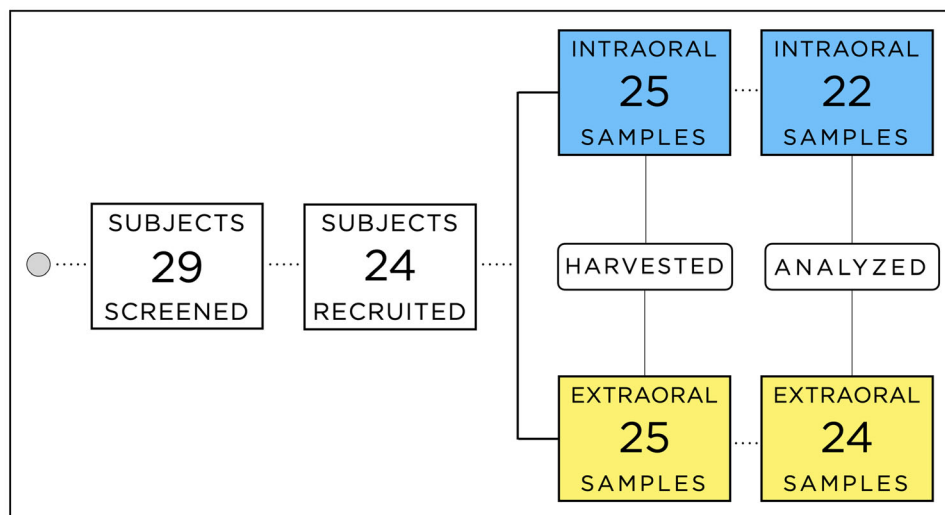 SUBJECTS
29
SCREENED
SUBJECTS
24
RECRUITED
INTRAORAL
25
SAMPLES
INTRAORAL
22
SAMPLES
HARVESTED
ANALYZED
EXTRAORAL
25
SAMPLES
EXTRAORAL
24
SAMPLES